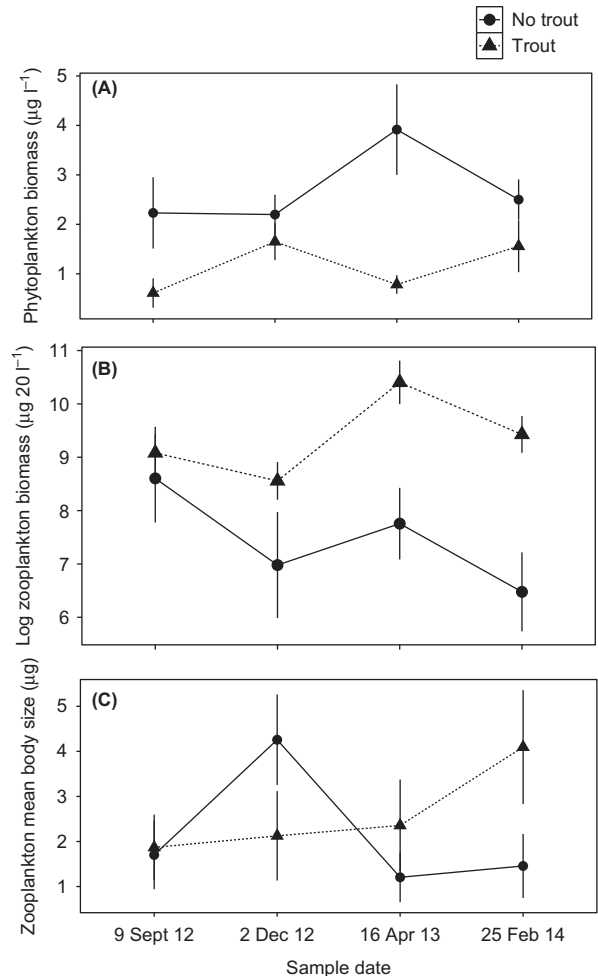 No trout
Trout
(A)
Phytoplankton biomass (µg l⁻¹)
5
4
3
2
1
(B)
Log zooplankton biomass (µg 20 l⁻¹)
11
10
9
8
7
6
(C)
Zooplankton mean body size (µg)
5
4
3
2
1
9 Sept 12 2 Dec 12 16 Apr 13 25 Feb 14
Sample date